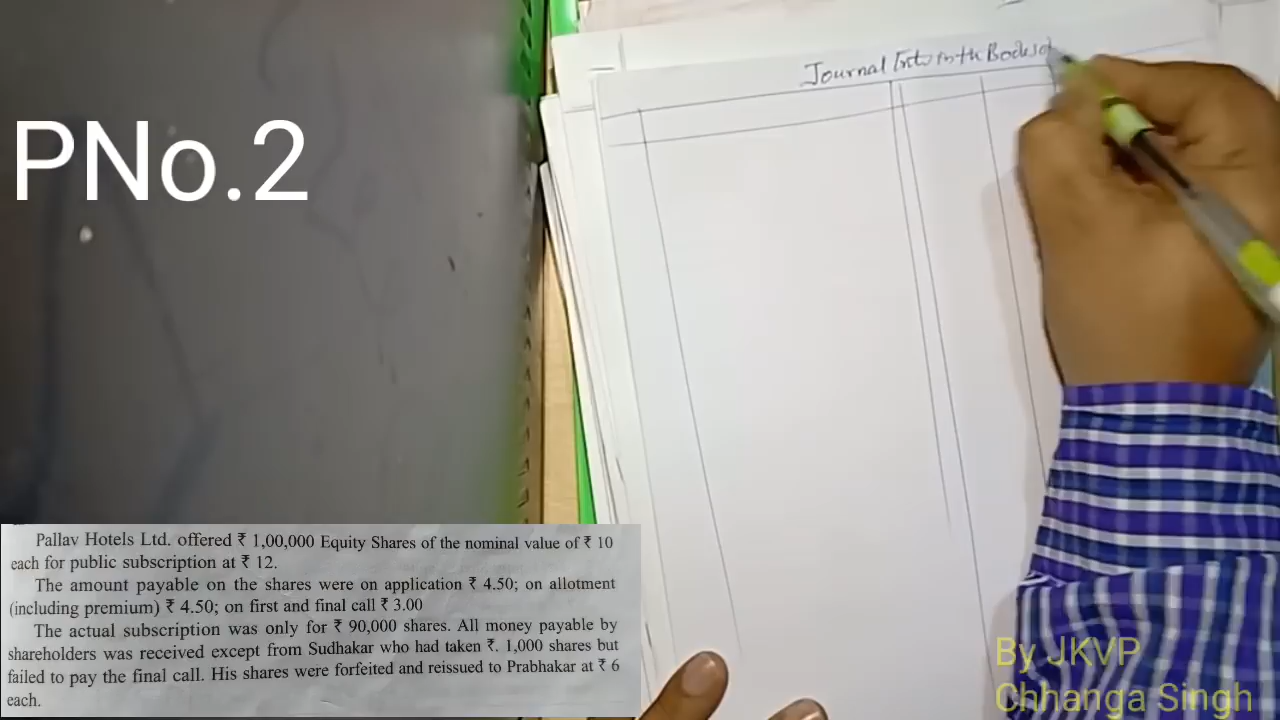 Journal Entry in the Books of
PNo.2
Pallav Hotels Ltd. offered ₹ 1,00,000 Equity Shares of the nominal value of ₹ 10
each for public subscription at ₹ 12.
The amount payable on the shares were on application ₹ 4.50; on allotment
(including premium) ₹ 4.50; on first and final call ₹ 3.00
The actual subscription was only for ₹ 90,000 shares. All money payable by
shareholders was received except from Sudhakar who had taken ₹. 1,000 shares but
failed to pay the final call. His shares were forfeited and reissued to Prabhakar at ₹ 6
each.
By JKVP
Chhanga Singh